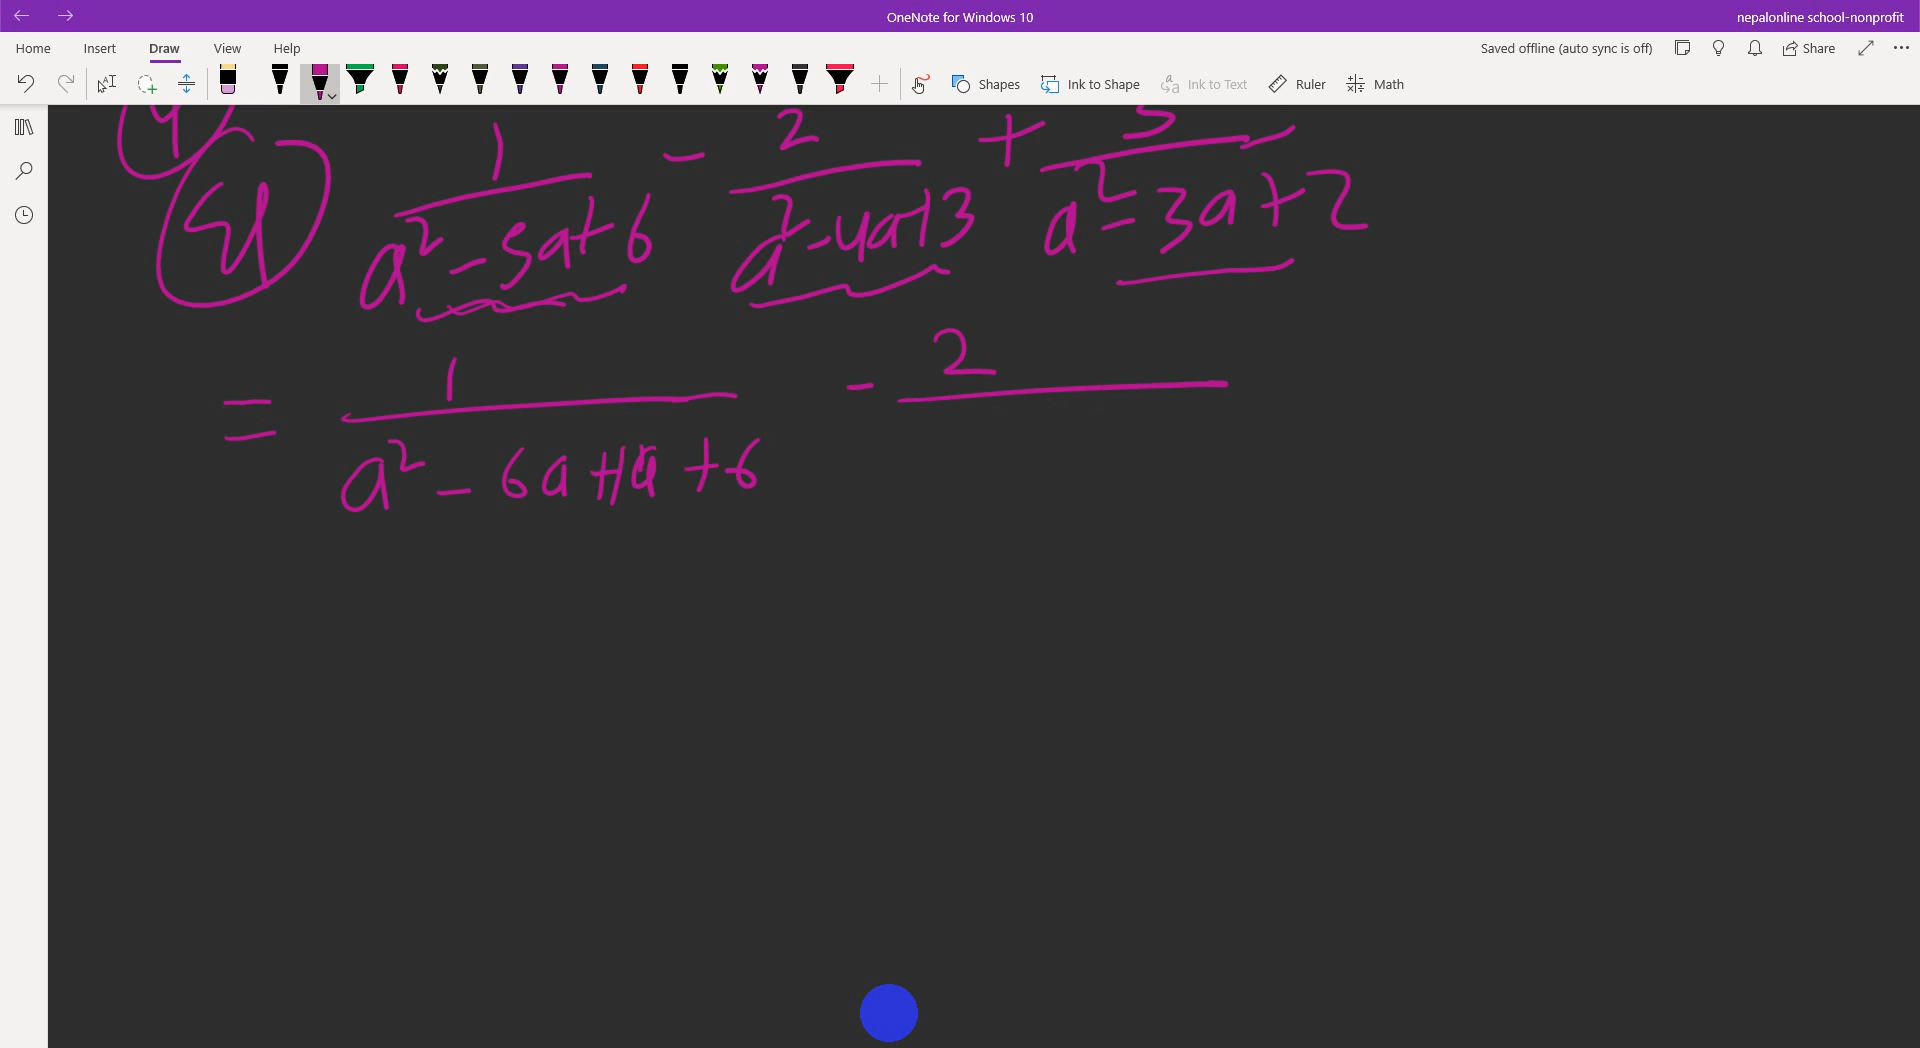 OneNote for Windows 10
nepalonline school-nonprofit
Home Insert Draw View Help
Saved offline (auto sync is off) Share
Shapes Ink to Shape Ink to Text Ruler Math
1/(a² - 5a + 6) - 2/(a² - 4a + 3) + 3/(a² - 3a + 2)
= 1/(a² - 6a + 1a + 6) - 2/